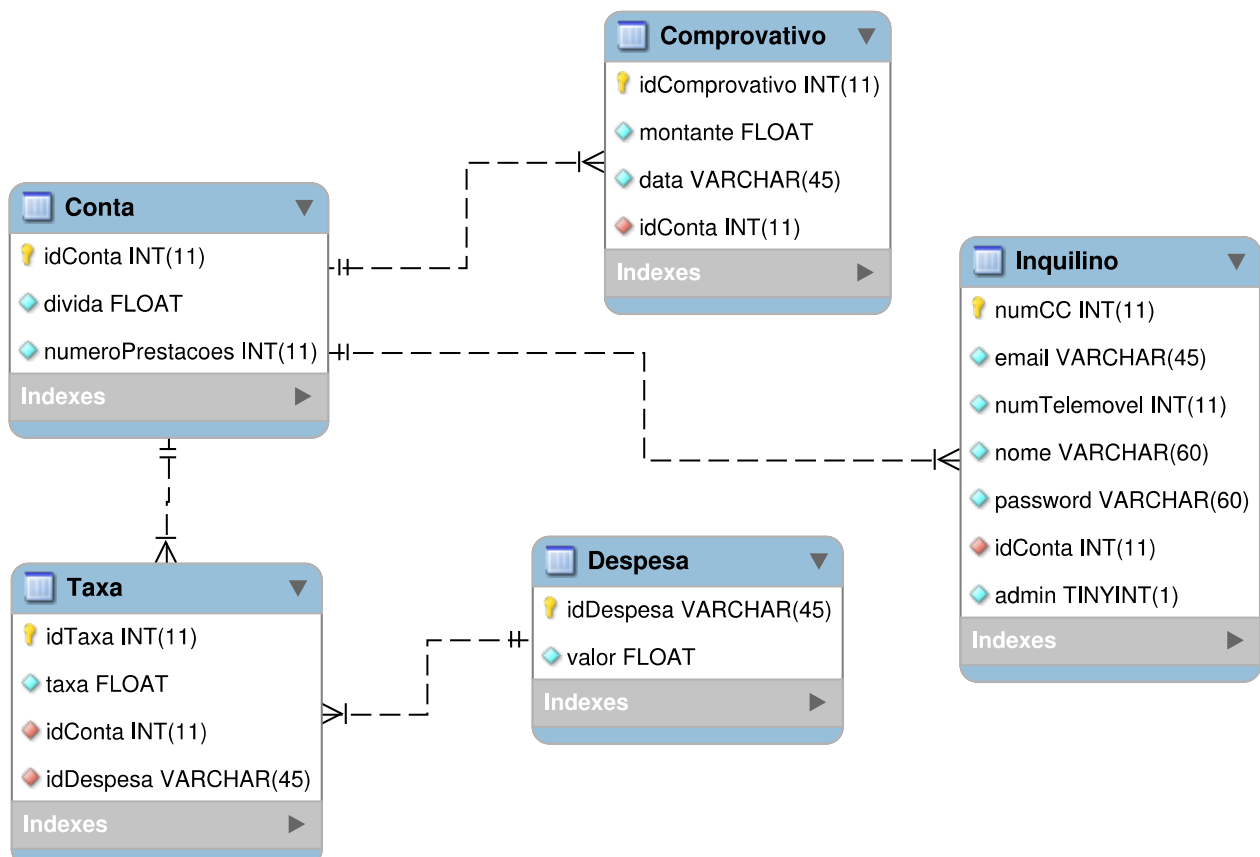 Comprovativo
idComprovativo INT(11)
montante FLOAT
data VARCHAR(45)
idConta INT(11)
Indexes
Conta
idConta INT(11)
divida FLOAT
numeroPrestacoes INT(11)
Indexes
Inquilino
numCC INT(11)
email VARCHAR(45)
numTelemovel INT(11)
nome VARCHAR(60)
password VARCHAR(60)
idConta INT(11)
admin TINYINT(1)
Indexes
Taxa
idTaxa INT(11)
taxa FLOAT
idConta INT(11)
idDespesa VARCHAR(45)
Indexes
Despesa
idDespesa VARCHAR(45)
valor FLOAT
Indexes